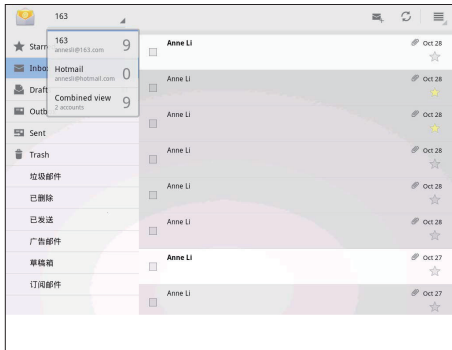 163
163
annesli@163.com
9
Hotmail
annesli@hotmail.com
0
Combined view
2 accounts
9
Starr
Inbo
Draft
Outb
Sent
Trash
垃圾邮件
已删除
已发送
广告邮件
草稿箱
订阅邮件
Anne Li
Oct 28
Anne Li
Oct 28
Anne Li
Oct 28
Anne Li
Oct 28
Anne Li
Oct 28
Anne Li
Oct 28
Anne Li
Oct 27
Anne Li
Oct 27